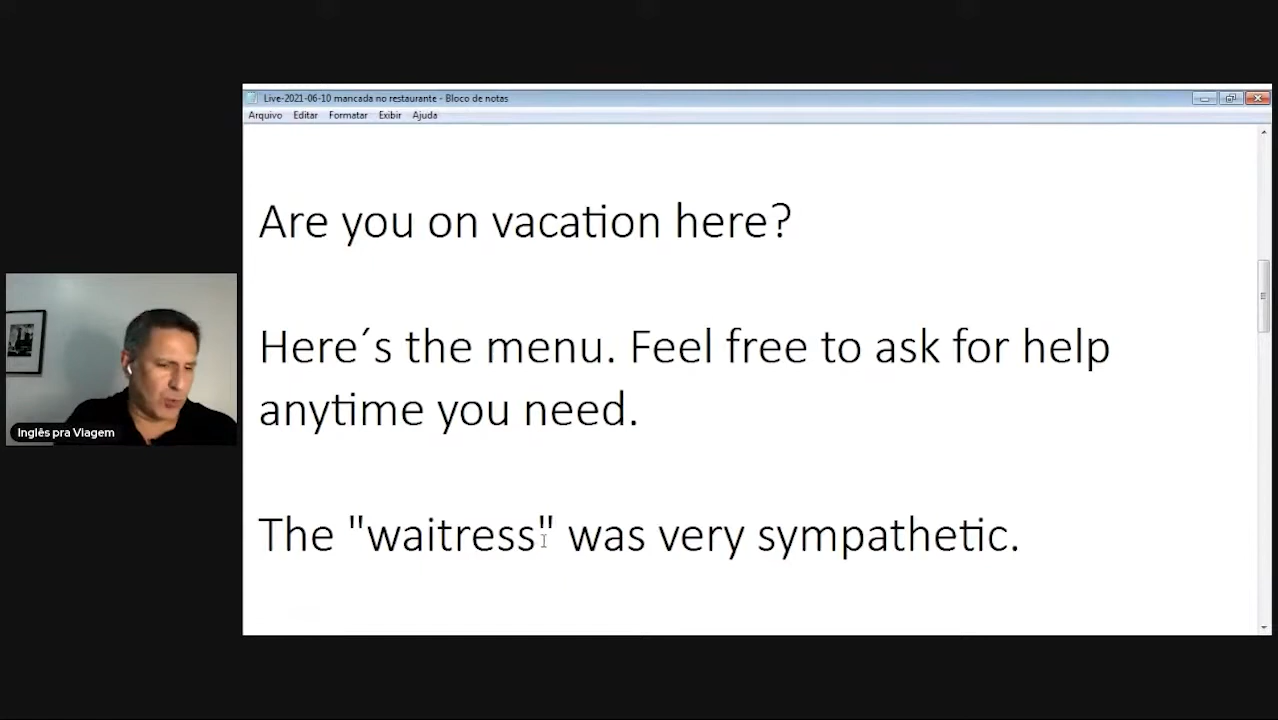 Live-2021-06-10 mancada no restaurante - Bloco de notas
Arquivo Editar Formatar Exibir Ajuda
Are you on vacation here?
Here´s the menu. Feel free to ask for help
anytime you need.
The "waitress" was very sympathetic.
Inglês pra Viagem